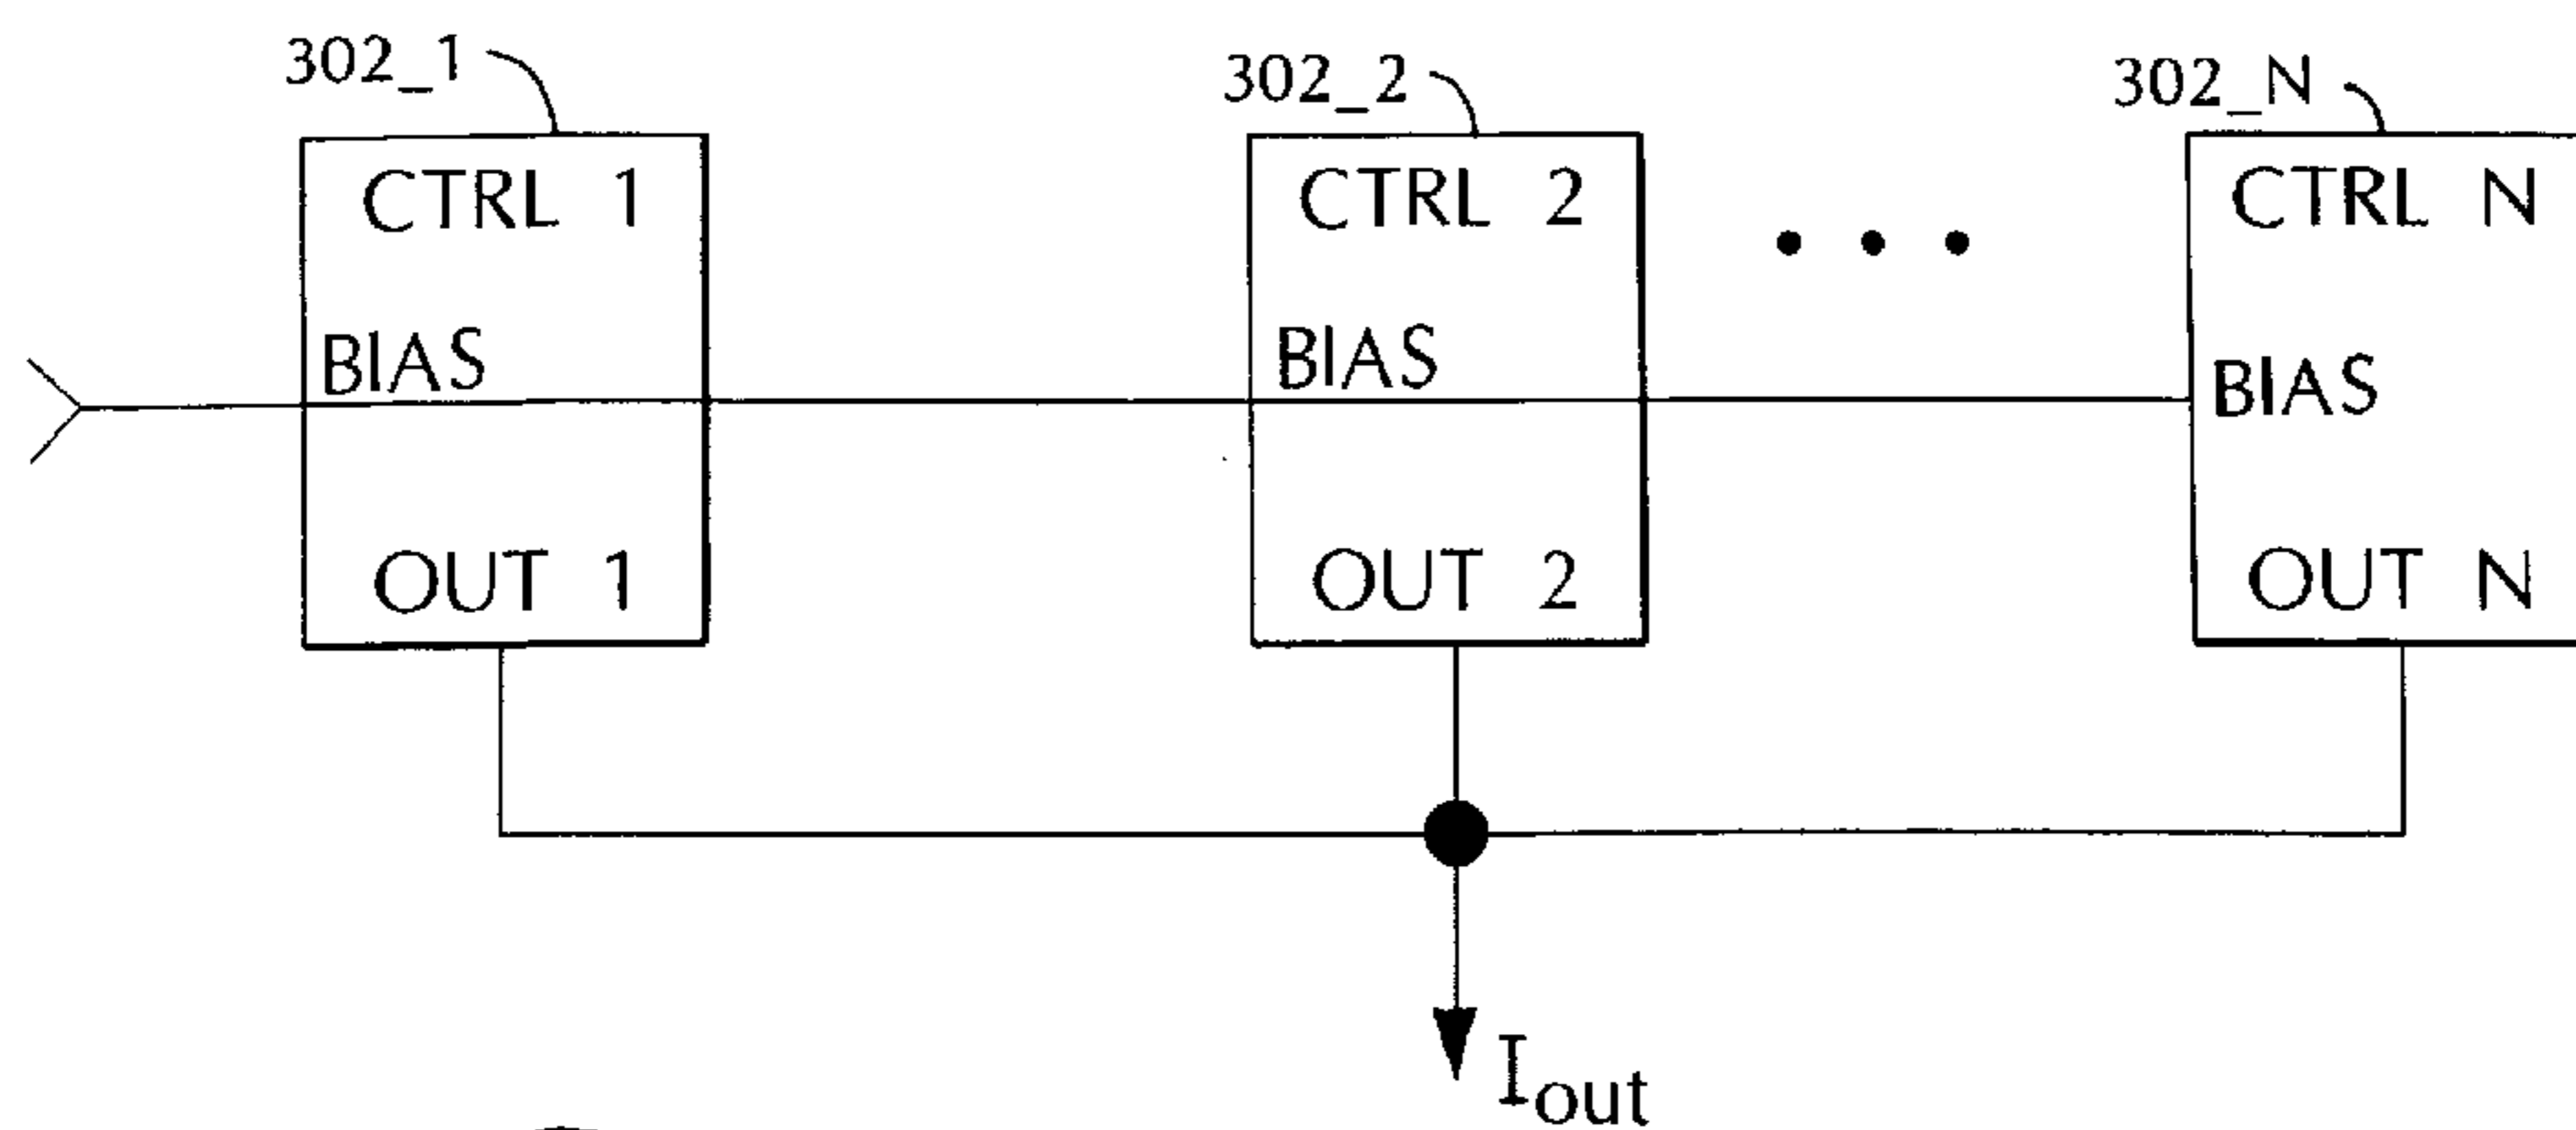 302_1
302_2
302_N
CTRL 1
CTRL 2
CTRL N
BIAS
BIAS
BIAS
OUT 1
OUT 2
OUT N
Iout